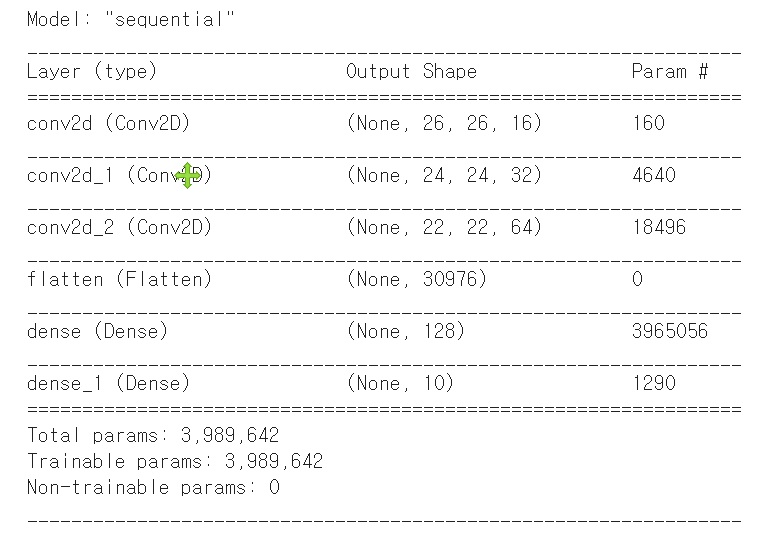 Model: "sequential"
_________________________________________________________________
Layer (type)                 Output Shape              Param #
=================================================================
conv2d (Conv2D)              (None, 26, 26, 16)        160
_________________________________________________________________
conv2d_1 (Conv2D)            (None, 24, 24, 32)        4640
_________________________________________________________________
conv2d_2 (Conv2D)            (None, 22, 22, 64)        18496
_________________________________________________________________
flatten (Flatten)            (None, 30976)             0
_________________________________________________________________
dense (Dense)                (None, 128)               3965056
_________________________________________________________________
dense_1 (Dense)              (None, 10)                1290
=================================================================
Total params: 3,989,642
Trainable params: 3,989,642
Non-trainable params: 0
_________________________________________________________________